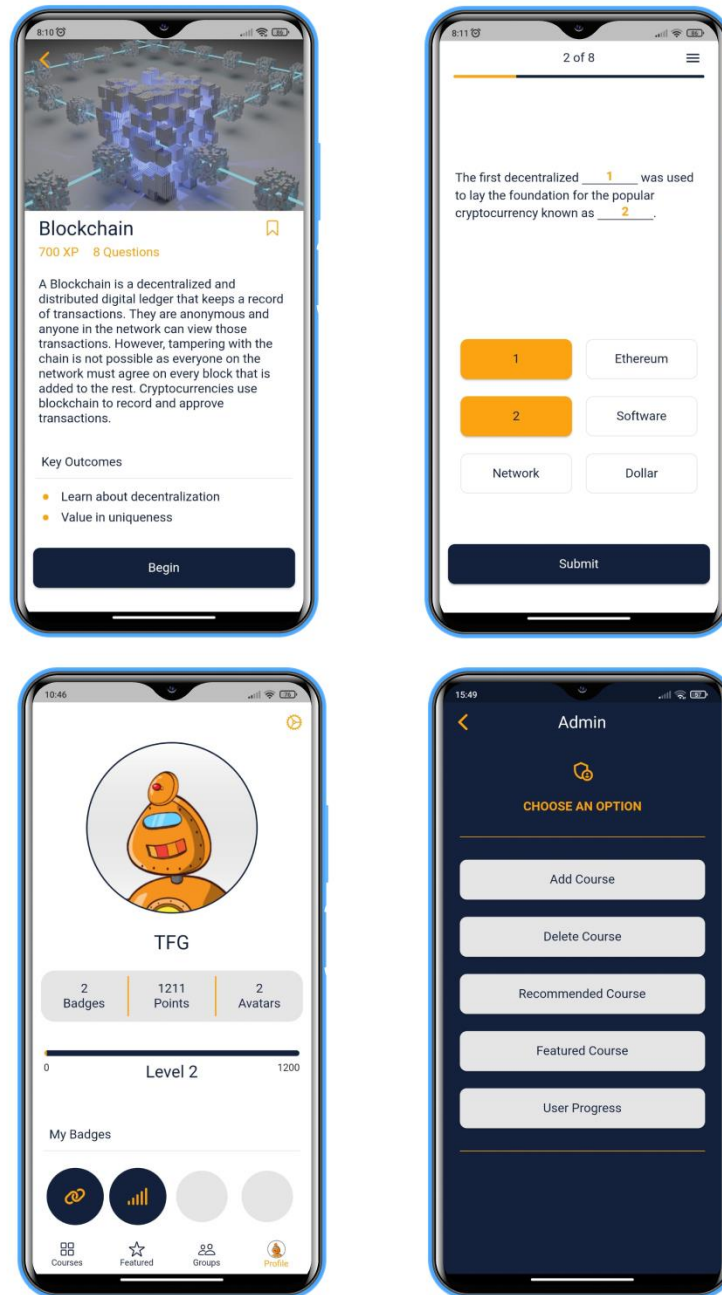 8:10
86
Blockchain
700 XP 8 Questions
A Blockchain is a decentralized and
distributed digital ledger that keeps a record
of transactions. They are anonymous and
anyone in the network can view those
transactions. However, tampering with the
chain is not possible as everyone on the
network must agree on every block that is
added to the rest. Cryptocurrencies use
blockchain to record and approve
transactions.
Key Outcomes
Learn about decentralization
Value in uniqueness
Begin
8:11
2 of 8
The first decentralized 1 was used
to lay the foundation for the popular
cryptocurrency known as 2.
1 Ethereum
2 Software
Network Dollar
Submit
10:46
TFG
2 1211 2
Badges Points Avatars
0 Level 2 1200
My Badges
Courses Featured Groups Profile
15:49
Admin
CHOOSE AN OPTION
Add Course
Delete Course
Recommended Course
Featured Course
User Progress